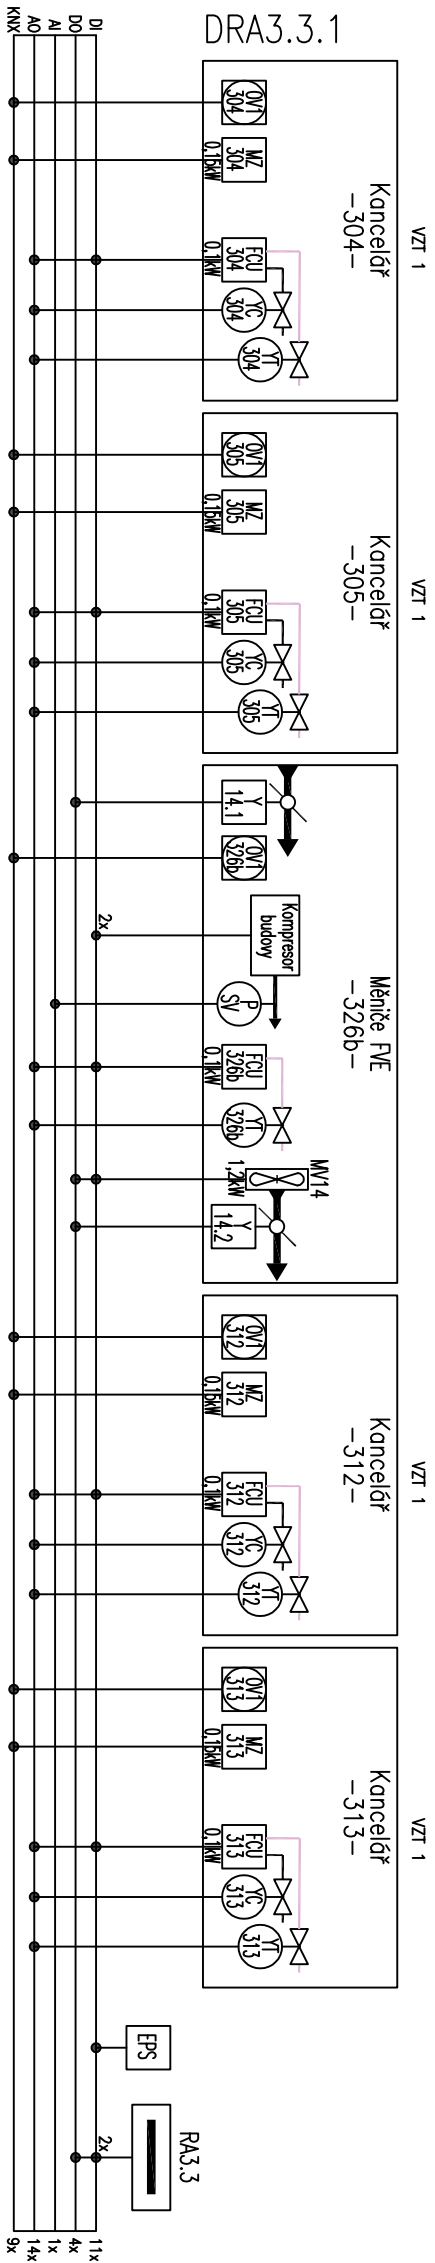 DRA3.3.1
VZT 1
Kancelář
-304-
OV1
304
MZ
304
0,15kW
FCU
304
0,1kW
YC
304
YT
304
VZT 1
Kancelář
-305-
OV1
305
MZ
305
0,15kW
FCU
305
0,1kW
YC
305
YT
305
Měniče FVE
-326b-
Y
14.1
OV1
326b
Kompresor
budovy
2x
P
SV
FCU
326b
0,1kW
YT
326b
MV14
1,2kW
Y
14.2
VZT 1
Kancelář
-312-
OV1
312
MZ
312
0,15kW
FCU
312
0,1kW
YC
312
YT
312
VZT 1
Kancelář
-313-
OV1
313
MZ
313
0,15kW
FCU
313
0,1kW
YC
313
YT
313
EPS
RA3.3
2x
DI 11x
DO 4x
AI 1x
AO 14x
KNX 9x